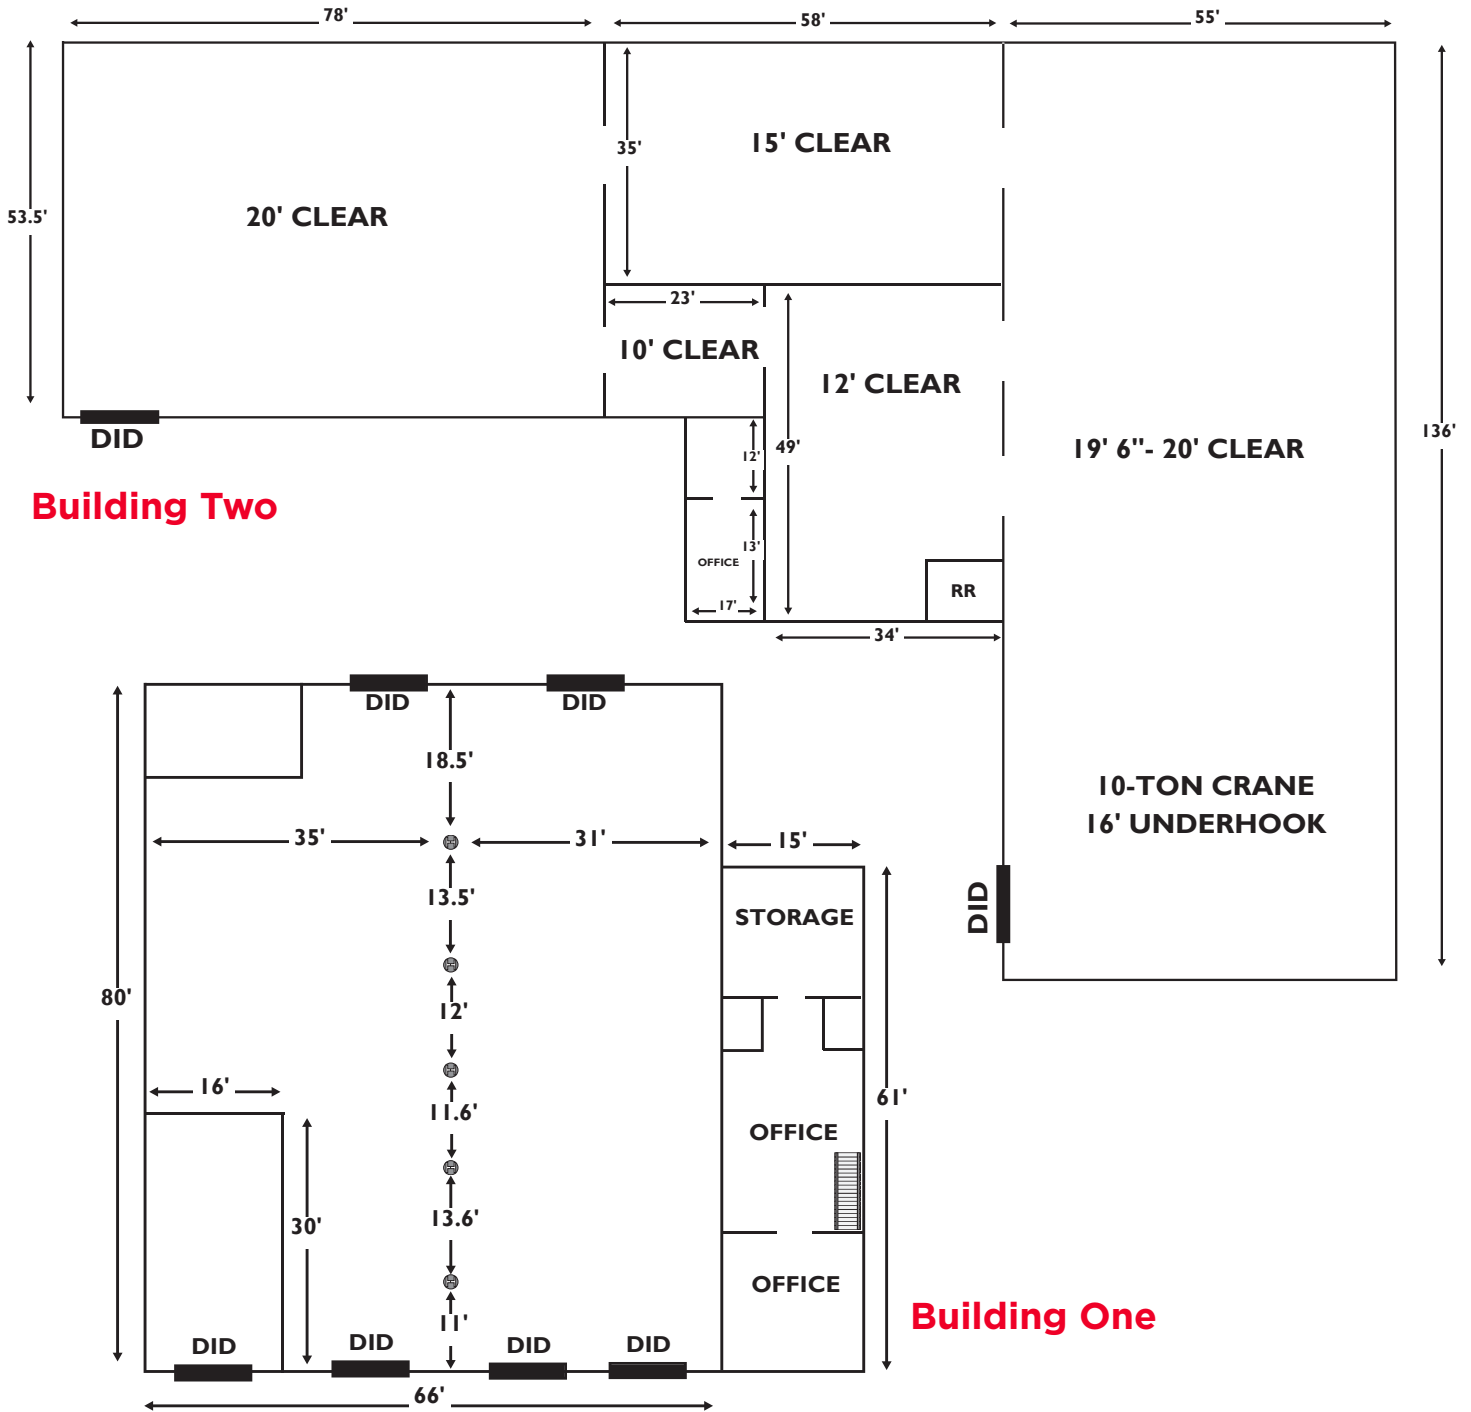 78'
58'
55'
53.5'
35'
15' CLEAR
20' CLEAR
23'
10' CLEAR
12' CLEAR
136'
DID
12'
49'
19' 6"- 20' CLEAR
Building Two
13'
OFFICE
17'
RR
34'
DID
DID
18.5'
10-TON CRANE
16' UNDERHOOK
35'
31'
15'
13.5'
STORAGE
DID
80'
12'
16'
11.6'
61'
OFFICE
30'
13.6'
OFFICE
11'
Building One
DID
DID
DID
DID
66'